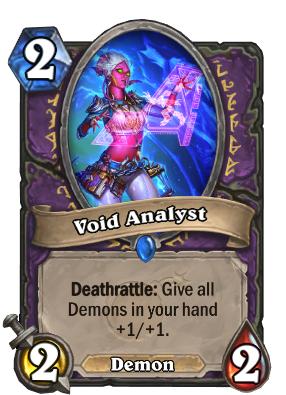 2
Void Analyst
Deathrattle: Give all
Demons in your hand
+1/+1.
2
Demon
2